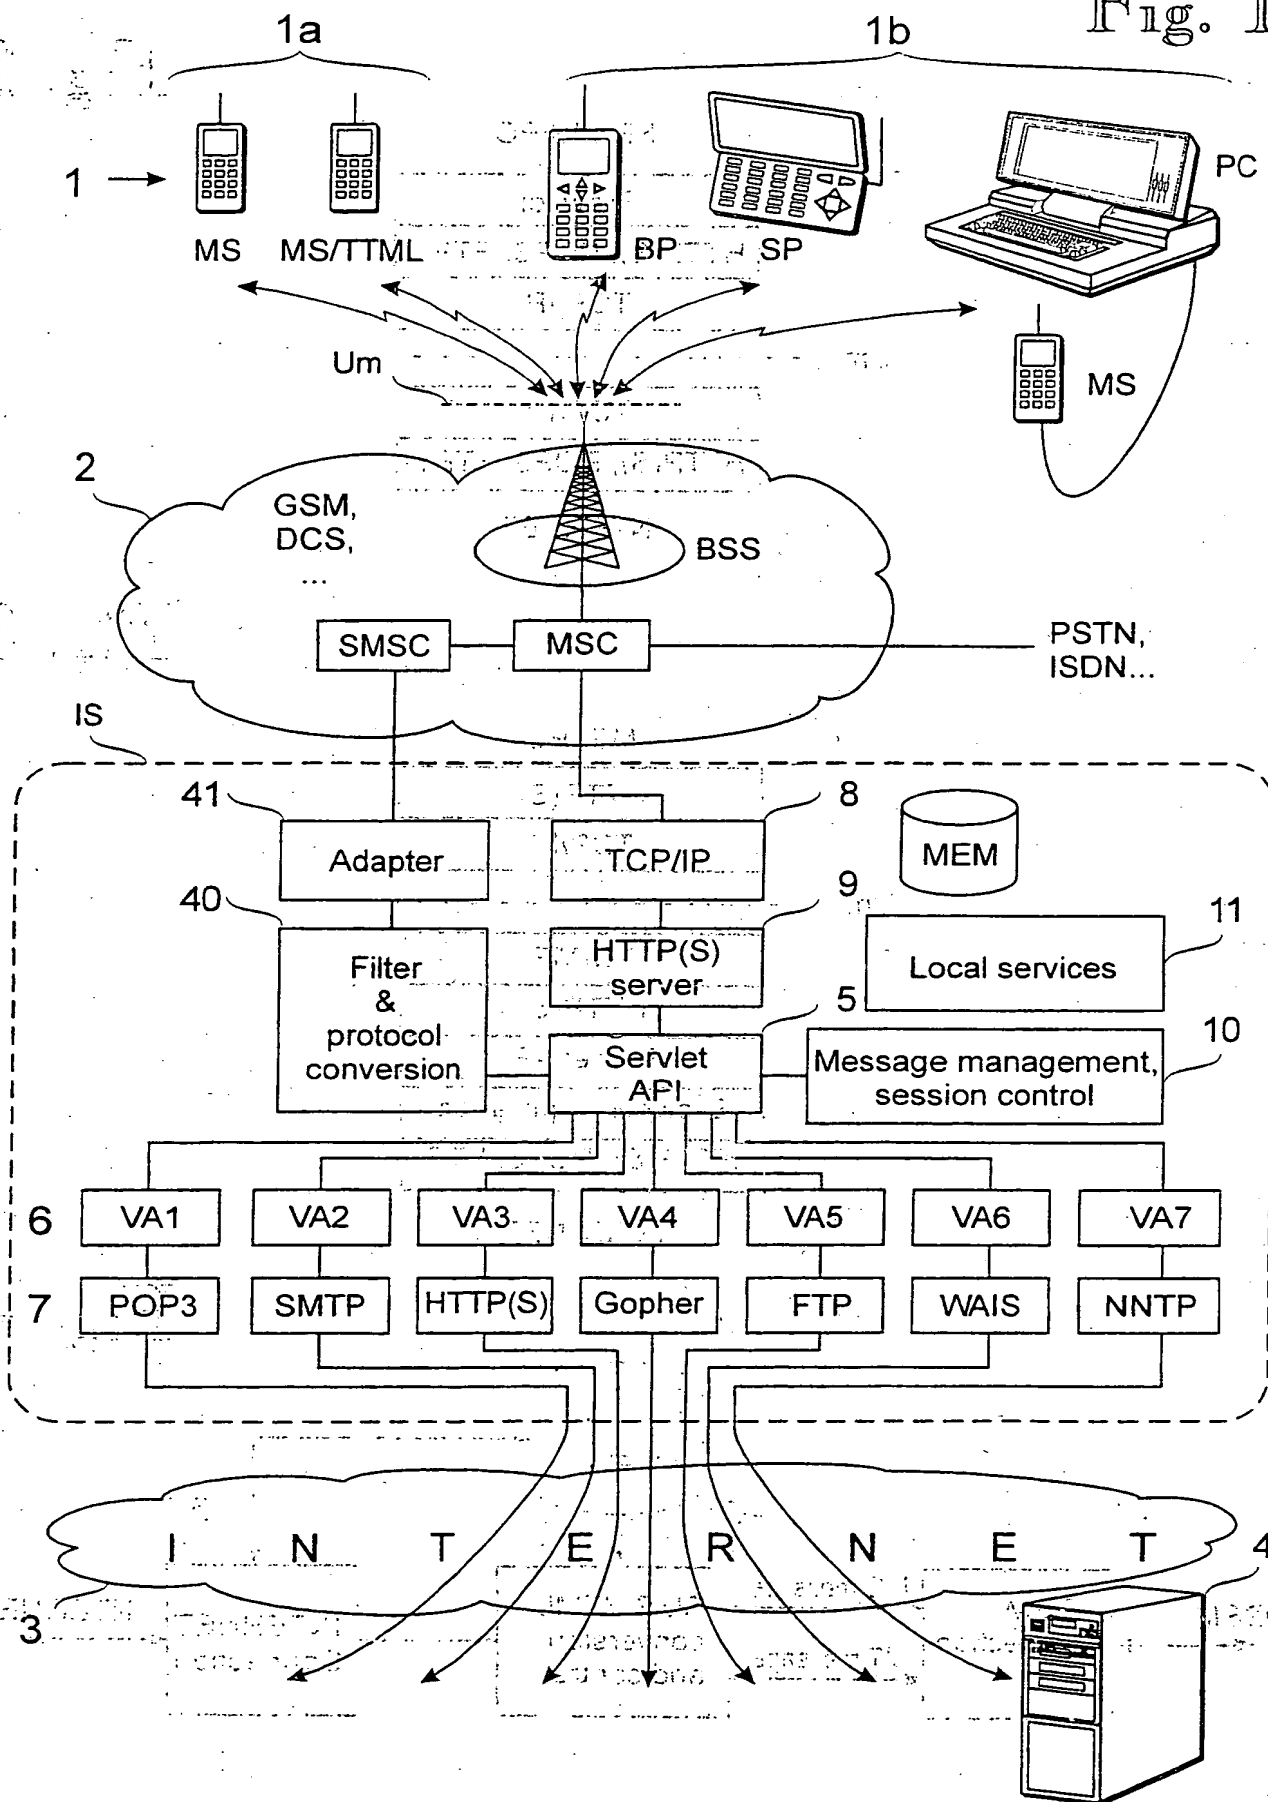 Fig. 1
1a
1b
1
MS
MS/TTML
BP
SP
PC
MS
Um
2
GSM,
DCS,
...
BSS
SMSC
MSC
PSTN,
ISDN...
IS
41
Adapter
8
TCP/IP
MEM
40
Filter
&
protocol
conversion
9
HTTP(S)
server
11
Local services
5
Servlet
API
10
Message management,
session control
6
VA1
VA2
VA3
VA4
VA5
VA6
VA7
7
POP3
SMTP
HTTP(S)
Gopher
FTP
WAIS
NNTP
I N T E R N E T
3
4